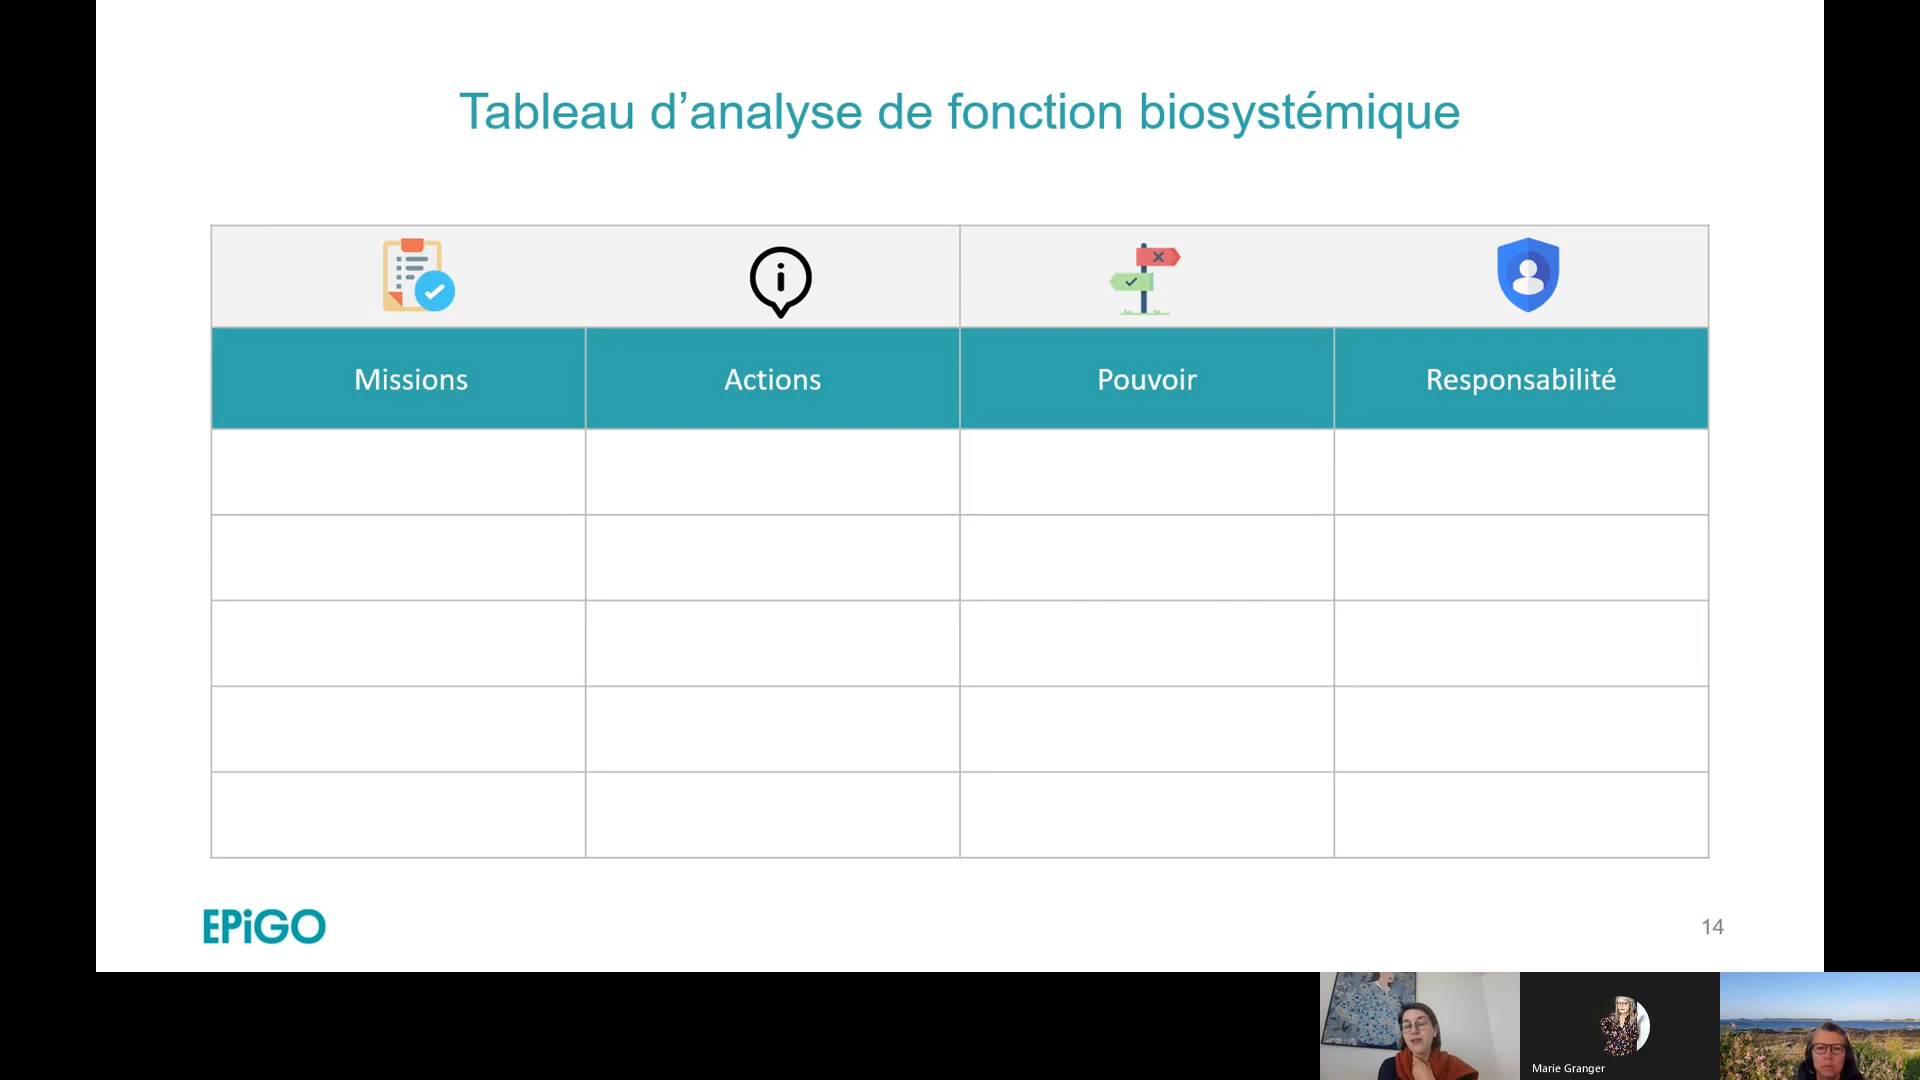 Tableau d’analyse de fonction biosystémique
Missions
Actions
Pouvoir
Responsabilité
EPiGO
14
Marie Granger